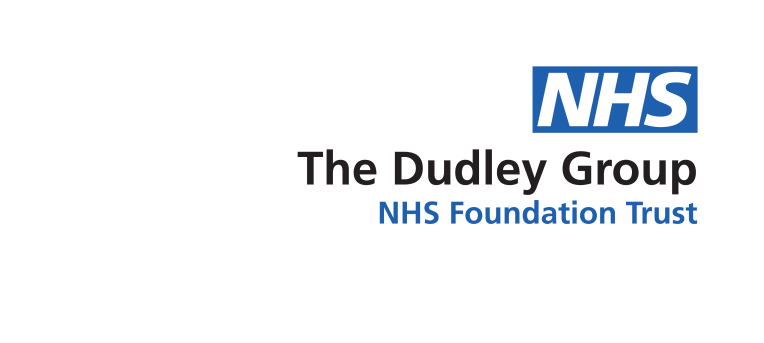 NHS
The Dudley Group
NHS Foundation Trust